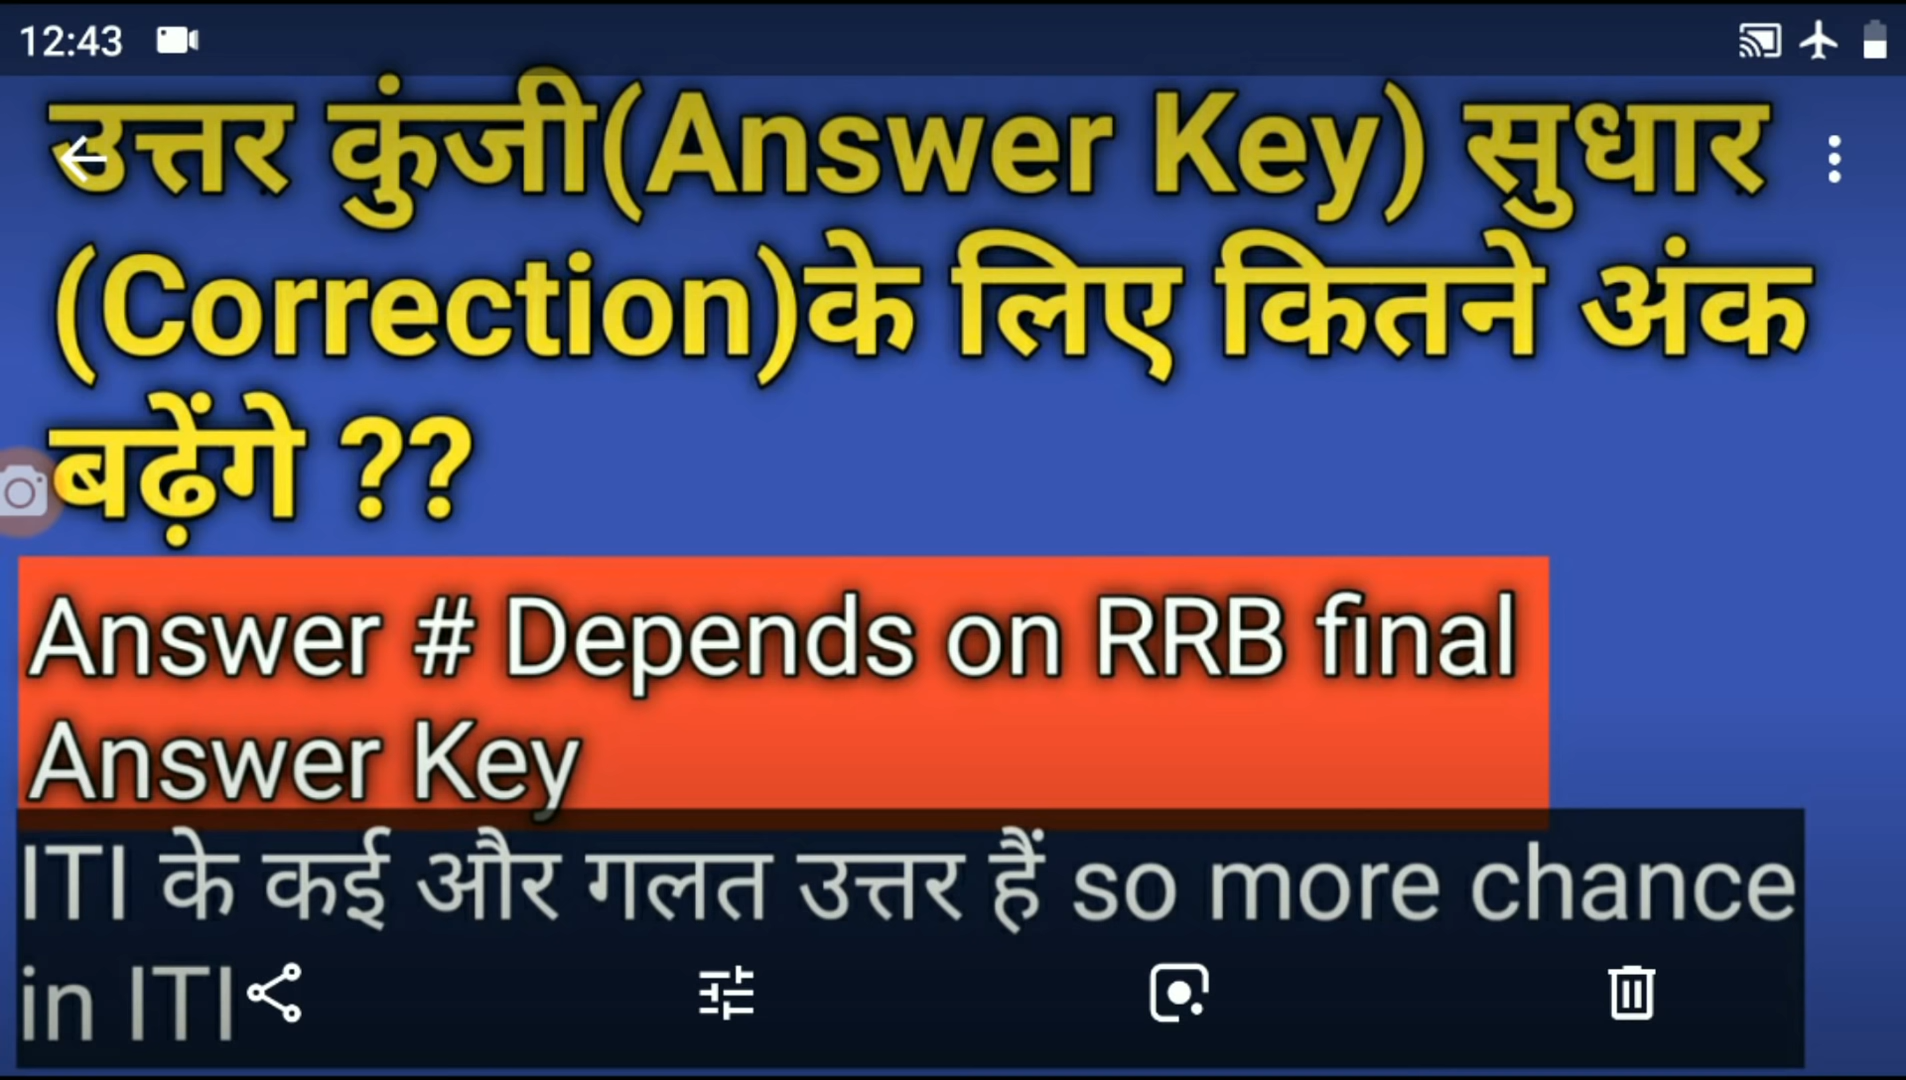 12:43
उत्तर कुंजी(Answer Key) सुधार
(Correction)के लिए कितने अंक
बढ़ेंगे ??
Answer # Depends on RRB final
Answer Key
ITI के कई और गलत उत्तर हैं so more chance
in ITI